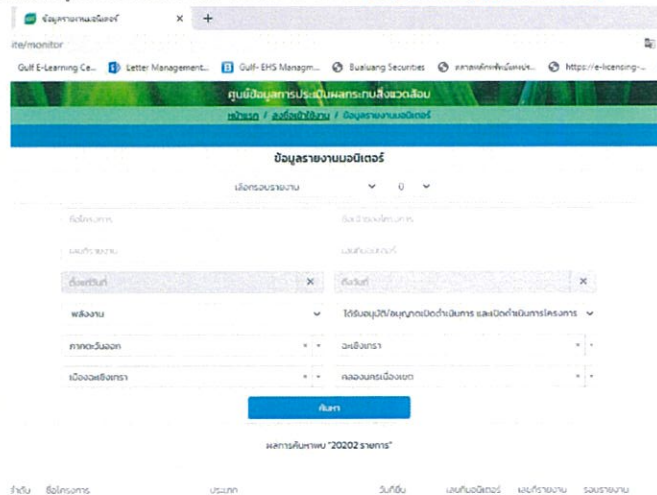 ข้อมูลรายงานมอนิเตอร์ × +
ite/monitor
Gulf E-Learning Ce... Letter Management... Gulf- EHS Managm... Bualuang Securities ตลาดหลักทรัพย์แห่งประ... https://e-licensing-...
ศูนย์ข้อมูลการประเมินผลกระทบสิ่งแวดล้อม
หน้าแรก / ลงชื่อเข้าใช้งาน / ข้อมูลรายงานมอนิเตอร์
ข้อมูลรายงานมอนิเตอร์
เลือกรอบรายงาน ปี
ชื่อโครงการ ชื่อเจ้าของโครงการ
เลขที่รายงาน เลขที่มอนิเตอร์
ตั้งแต่วันที่ × ถึงวันที่ ×
พลังงาน ได้รับอนุมัติ/อนุญาตเปิดดำเนินการ และเปิดดำเนินการโครงการ
ภาคตะวันออก × ฉะเชิงเทรา ×
เมืองฉะเชิงเทรา × คลองนครเนื่องเขต ×
ค้นหา
ผลการค้นหาพบ "20202 รายการ"
ลำดับ ชื่อโครงการ ประเภท วันที่ยื่น เลขที่มอนิเตอร์ เลขที่รายงาน รอบรายงาน